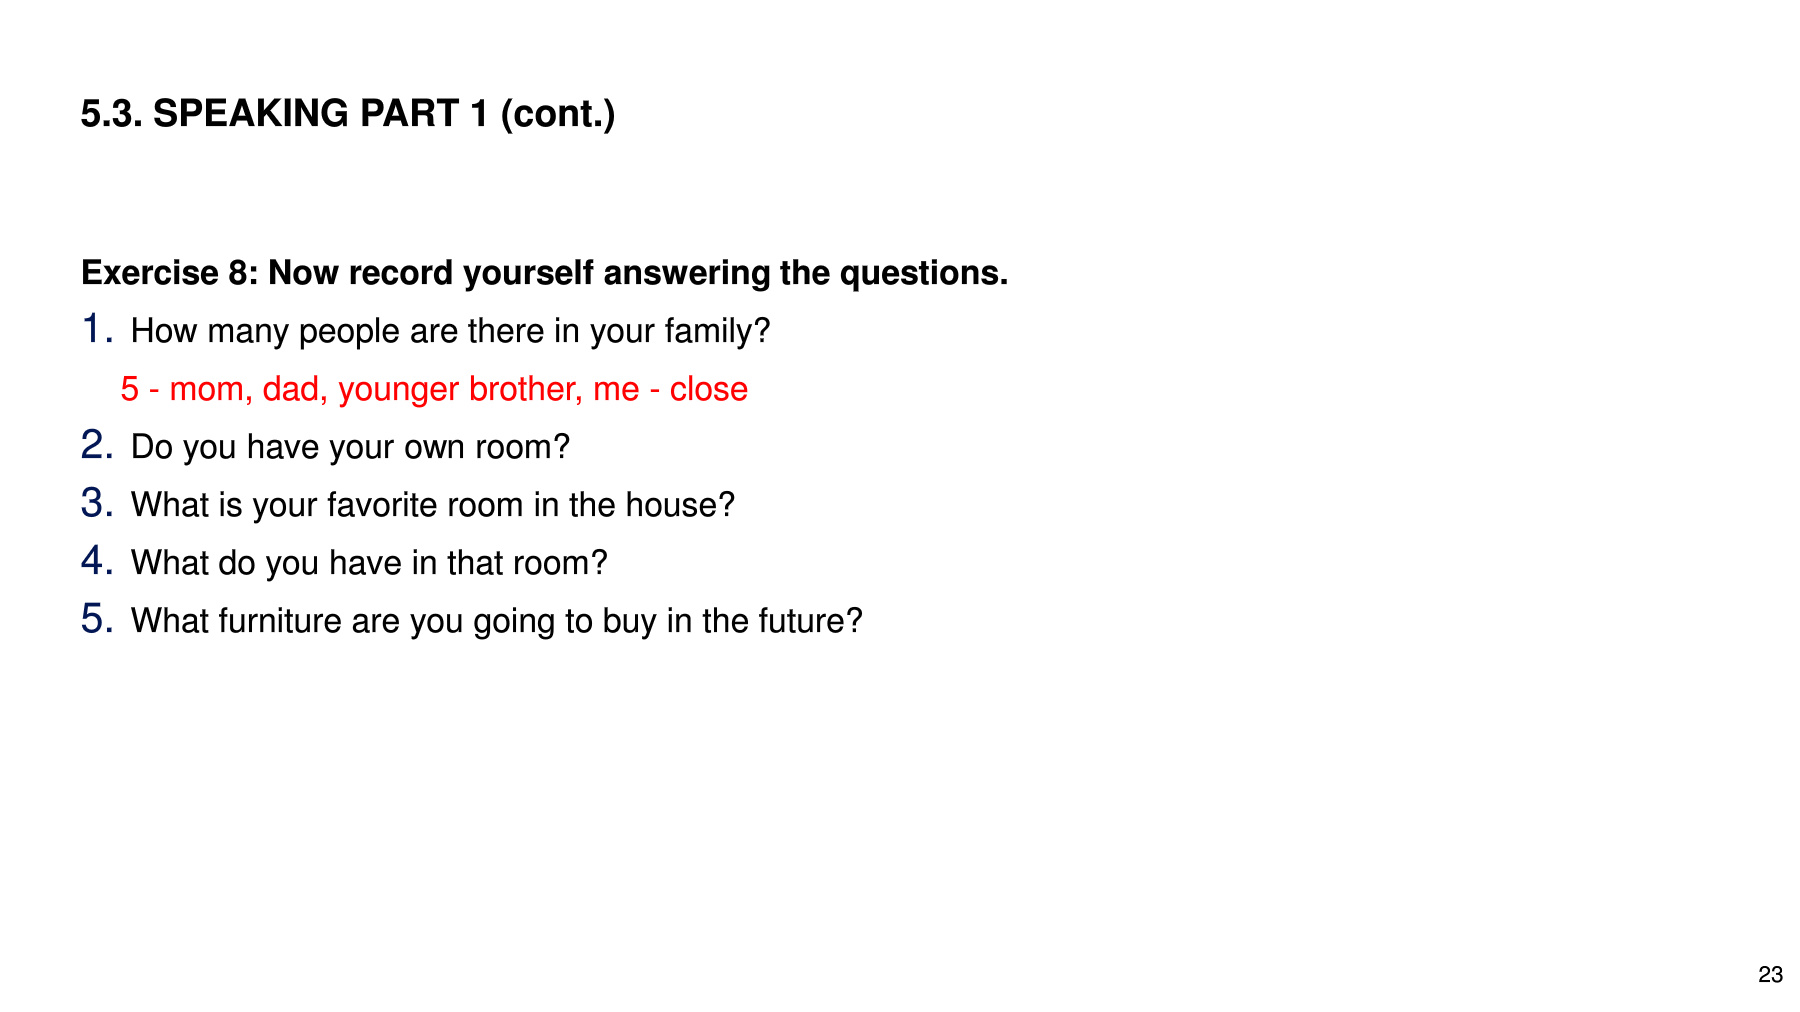 5.3. SPEAKING PART 1 (cont.)
Exercise 8: Now record yourself answering the questions.
1. How many people are there in your family?
5 - mom, dad, younger brother, me - close
2. Do you have your own room?
3. What is your favorite room in the house?
4. What do you have in that room?
5. What furniture are you going to buy in the future?
23